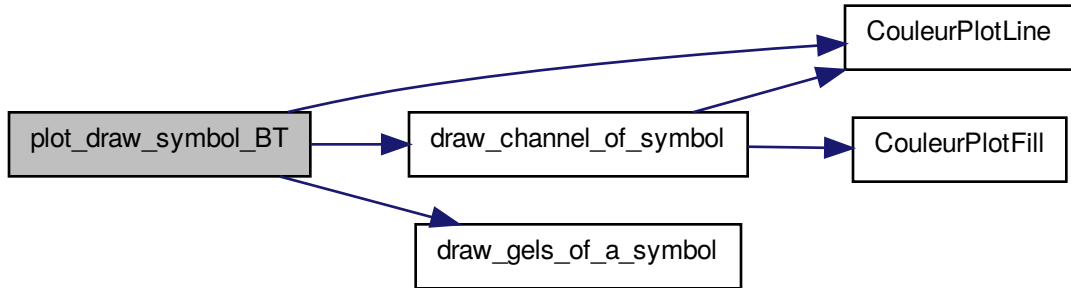 CouleurPlotLine
plot_draw_symbol_BT
draw_channel_of_symbol
CouleurPlotFill
draw_gels_of_a_symbol